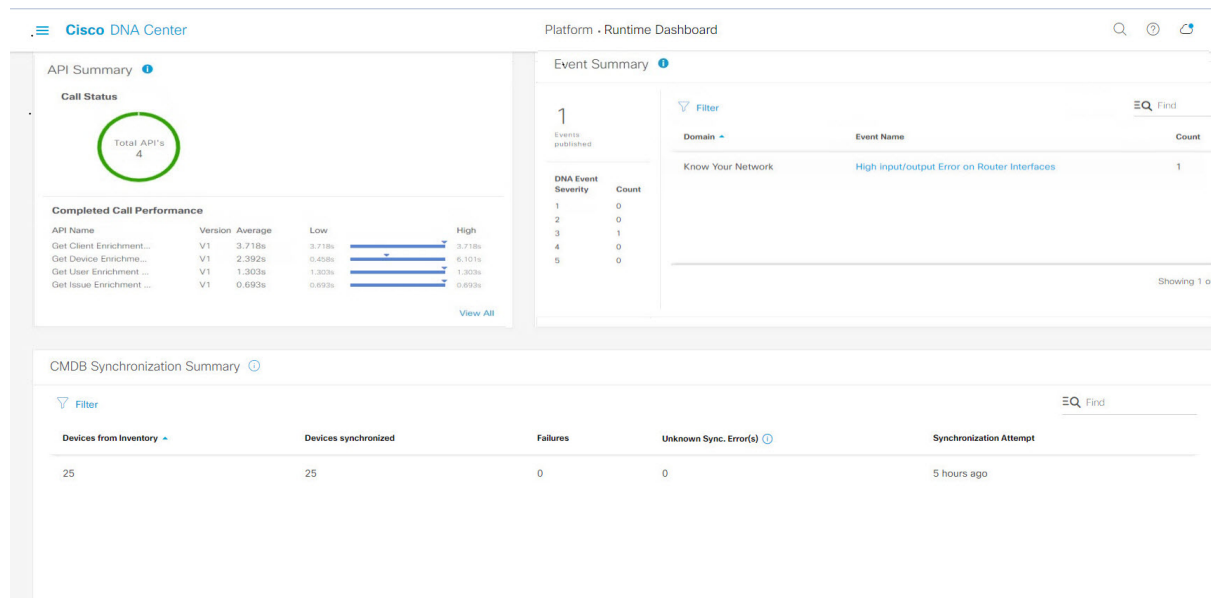 Cisco DNA Center
Platform · Runtime Dashboard
API Summary
Call Status
Total API's
4
Completed Call Performance
API Name Version Average Low High
Get Client Enrichment... V1 3.718s 3.718s 3.718s
Get Device Enrichme... V1 2.392s 0.458s 6.101s
Get User Enrichment ... V1 1.303s 1.303s 1.303s
Get Issue Enrichment ... V1 0.693s 0.693s 0.693s
View All
Event Summary
1
Events
published
DNA Event
Severity Count
1 0
2 0
3 1
4 0
5 0
Filter
Find
Domain Event Name Count
Know Your Network High input/output Error on Router Interfaces 1
Showing 1 o
CMDB Synchronization Summary
Filter
Find
Devices from Inventory Devices synchronized Failures Unknown Sync. Error(s) Synchronization Attempt
25 25 0 0 5 hours ago